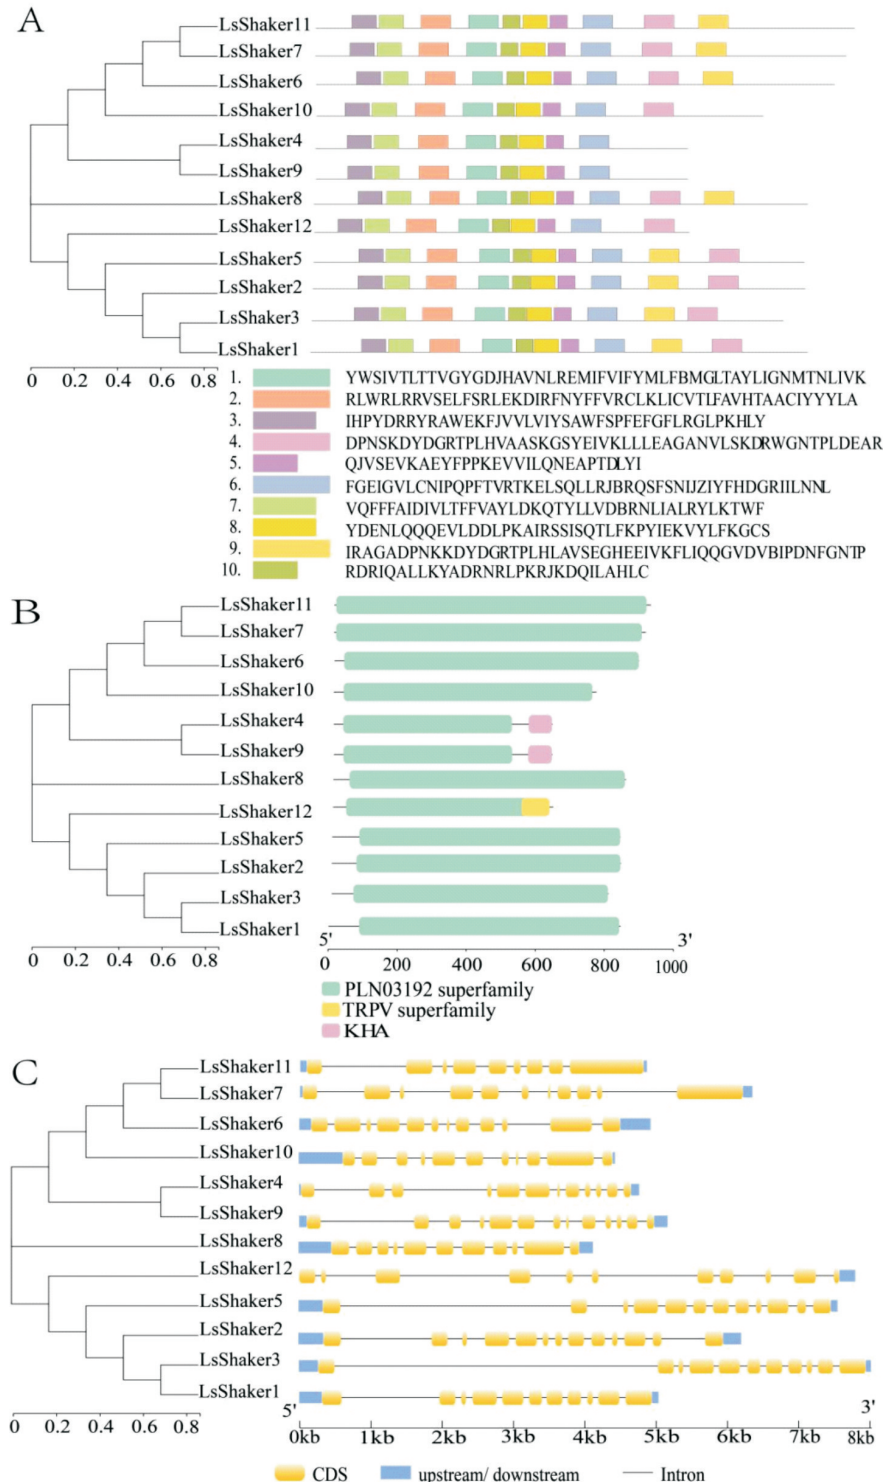 A
LsShaker11
LsShaker7
LsShaker6
LsShaker10
LsShaker4
LsShaker9
LsShaker8
LsShaker12
LsShaker5
LsShaker2
LsShaker3
LsShaker1
0 0.2 0.4 0.6 0.8
1. YWSIVTLTTVGYGDJHAVNLREMIFVIFYMLFBMGLTAYLIGNMTNLIVK
2. RLWRLRRVSELFSRLEKDIRFNYFFVRCLKLICVTLFAVHTAACIYYYLA
3. IHPYDRRYRAWEKFJVVLVIYSAWFSPFEFGFLRGLPKHLY
4. DPNSKDYDGRTPLHVAASKGSYEIVKLLLEAGANVLSKDRWGNTPLDEAR
5. QJVSEVKAEYFPPKEVVILQNEAPTDLYI
6. FGEIGVLCNIPQPFTVRTKELSQLLRJBRQSFSNIJZIYFHDGRIILNNL
7. VQFFFAIDIVLTFFVAYLDKQTYLLVDBRNLIALRYLKTWF
8. YDENLQQQEVLDDLPKAIRSSISQTLFKPYIEKVYLFKGCS
9. IRAGADPNKKDYDGRTPLHLAVSEGHEEIVKFLIQQGVDVBIPDNFGNTP
10. RDRIQALLKYADRNRLPKRJKDQILAHLC
B
LsShaker11
LsShaker7
LsShaker6
LsShaker10
LsShaker4
LsShaker9
LsShaker8
LsShaker12
LsShaker5
LsShaker2
LsShaker3
LsShaker1
5' 3'
0 0.2 0.4 0.6 0.8 0 200 400 600 800 1000
PLN03192 superfamily
TRPV superfamily
KHA
C
LsShaker11
LsShaker7
LsShaker6
LsShaker10
LsShaker4
LsShaker9
LsShaker8
LsShaker12
LsShaker5
LsShaker2
LsShaker3
LsShaker1
5' 3'
0 0.2 0.4 0.6 0.8 0kb 1kb 2kb 3kb 4kb 5kb 6kb 7kb 8kb
CDS upstream/ downstream Intron